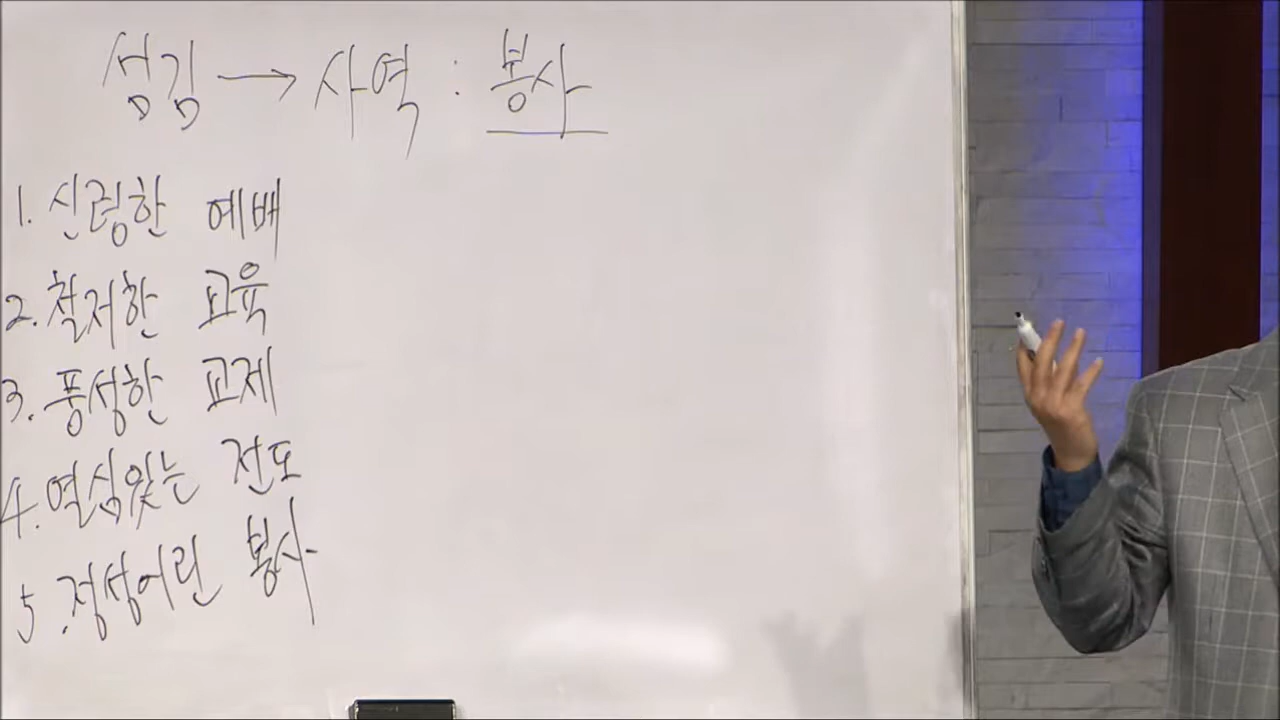 섬김 → 사역 : 봉사
1. 신령한 예배
2. 철저한 교육
3. 풍성한 교제
4. 열심있는 전도
5. 정성어린 봉사